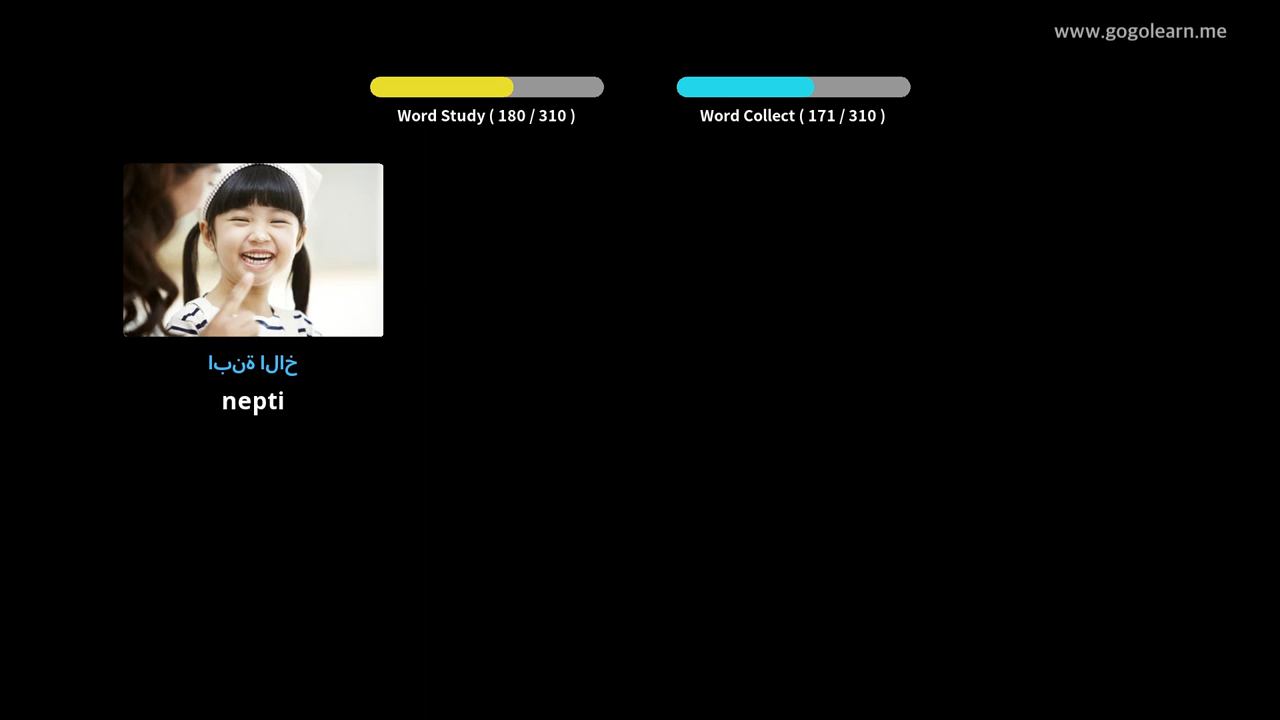 www.gogolearn.me
Word Study ( 180 / 310 )
Word Collect ( 171 / 310 )
ابنة الاخ
nepti